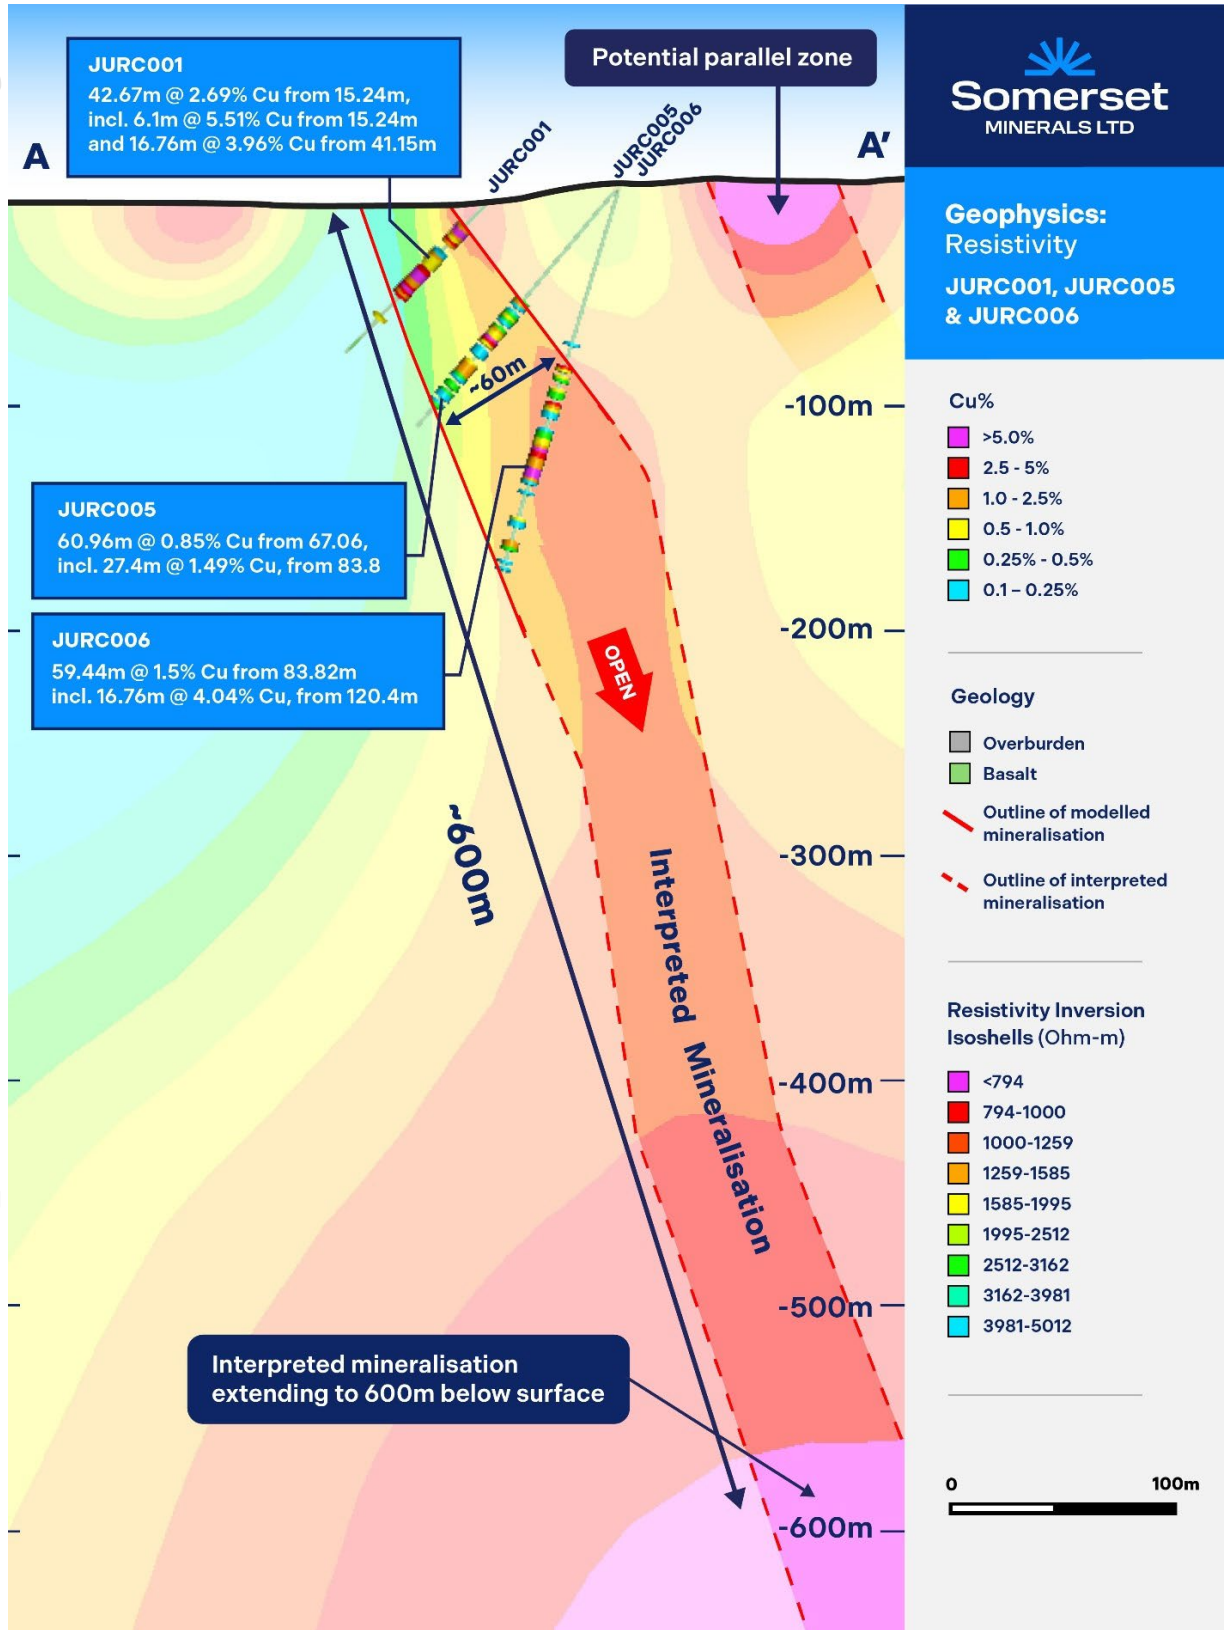 JURC001
42.67m @ 2.69% Cu from 15.24m,
incl. 6.1m @ 5.51% Cu from 15.24m
and 16.76m @ 3.96% Cu from 41.15m
Potential parallel zone
A
A'
JURC001
JURC005
JURC006
~60m
-100m
JURC005
60.96m @ 0.85% Cu from 67.06,
incl. 27.4m @ 1.49% Cu, from 83.8
JURC006
59.44m @ 1.5% Cu from 83.82m
incl. 16.76m @ 4.04% Cu, from 120.4m
-200m
OPEN
~600m
-300m
Interpreted Mineralisation
-400m
-500m
Interpreted mineralisation
extending to 600m below surface
-600m
Somerset
MINERALS LTD
Geophysics:
Resistivity
JURC001, JURC005
& JURC006
Cu%
>5.0%
2.5 - 5%
1.0 - 2.5%
0.5 - 1.0%
0.25% - 0.5%
0.1 – 0.25%
Geology
Overburden
Basalt
Outline of modelled
mineralisation
Outline of interpreted
mineralisation
Resistivity Inversion
Isoshells (Ohm-m)
<794
794-1000
1000-1259
1259-1585
1585-1995
1995-2512
2512-3162
3162-3981
3981-5012
0 100m